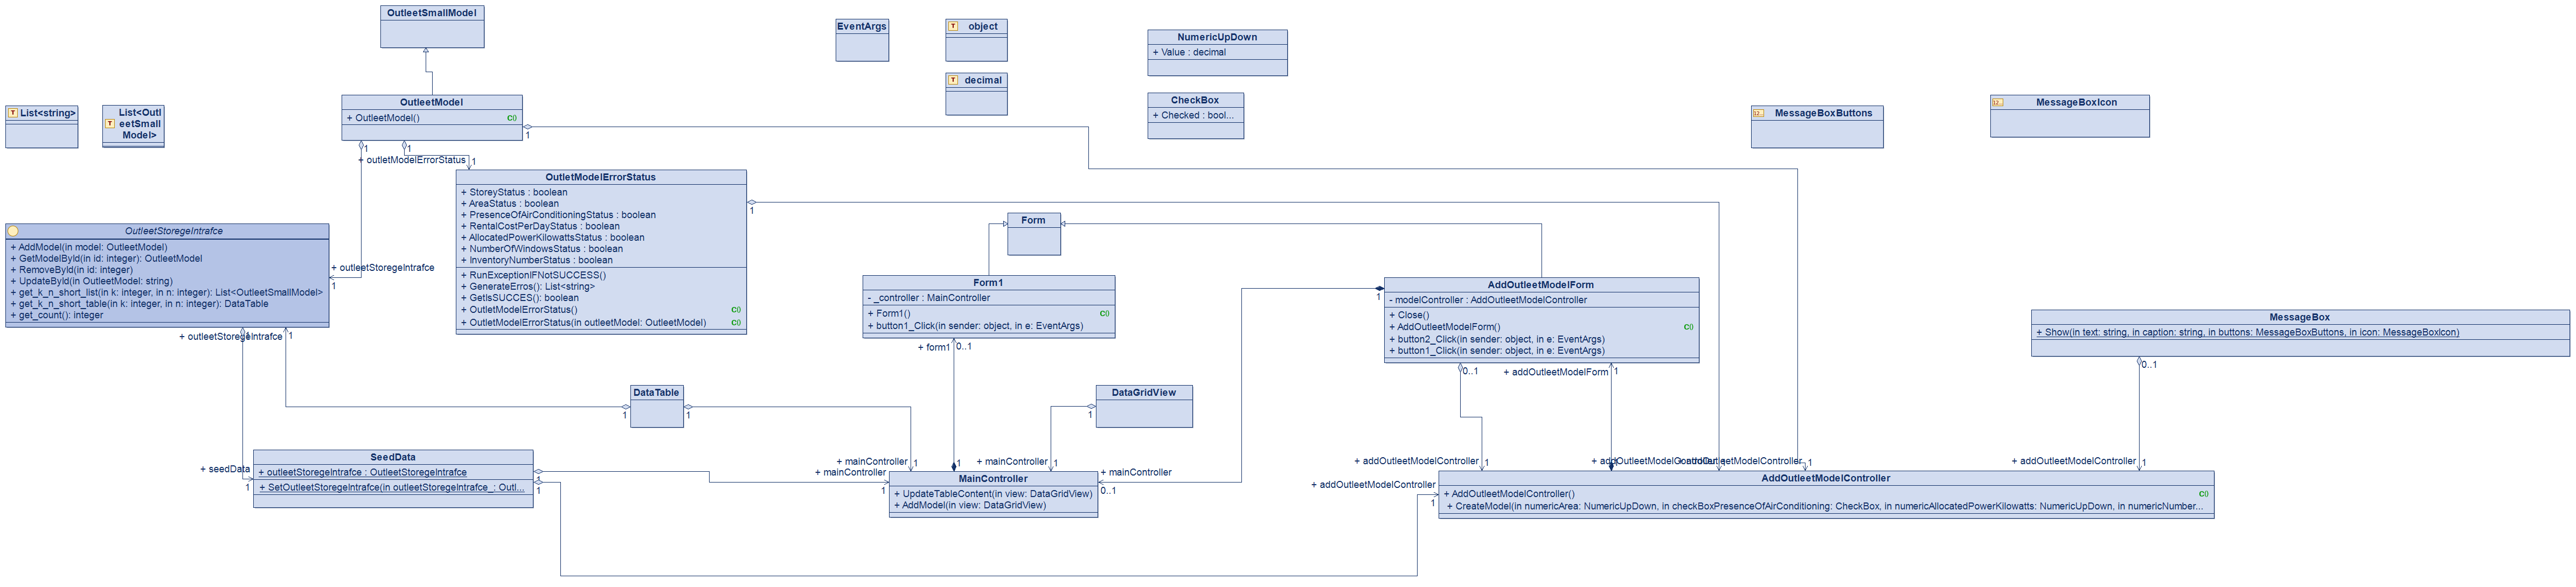 OutleetSmallModel
EventArgs
object
decimal
NumericUpDown
+ Value : decimal
CheckBox
+ Checked : bool...
List<string>
List<Outl
eetSmall
Model>
OutleetModel
+ OutleetModel()
C()
1
1
1
+ outletModelErrorStatus
1
MessageBoxButtons
MessageBoxIcon
OutletModelErrorStatus
+ StoreyStatus : boolean
+ AreaStatus : boolean
+ PresenceOfAirConditioningStatus : boolean
+ RentalCostPerDayStatus : boolean
+ AllocatedPowerKilowattsStatus : boolean
+ NumberOfWindowsStatus : boolean
+ InventoryNumberStatus : boolean
+ RunExceptionIFNotSUCCESS()
+ GenerateErros(): List<string>
+ GetIsSUCCES(): boolean
+ OutletModelErrorStatus()
C()
+ OutletModelErrorStatus(in outleetModel: OutleetModel)
C()
1
OutleetStoregeIntrafce
+ AddModel(in model: OutleetModel)
+ GetModelById(in id: integer): OutleetModel
+ RemoveById(in id: integer)
+ UpdateById(in OutleetModel: string)
+ get_k_n_short_list(in k: integer, in n: integer): List<OutleetSmallModel>
+ get_k_n_short_table(in k: integer, in n: integer): DataTable
+ get_count(): integer
+ outleetStoregeIntrafce
1
+ outleetStoregeIntrafce
1
1
Form
Form1
- _controller : MainController
+ Form1()
C()
+ button1_Click(in sender: object, in e: EventArgs)
+ form1
0..1
AddOutleetModelForm
- modelController : AddOutleetModelController
+ Close()
+ AddOutleetModelForm()
C()
+ button2_Click(in sender: object, in e: EventArgs)
+ button1_Click(in sender: object, in e: EventArgs)
1
0..1
+ addOutleetModelForm
1
MessageBox
+ Show(in text: string, in caption: string, in buttons: MessageBoxButtons, in icon: MessageBoxIcon)
0..1
DataTable
1
1
DataGridView
1
SeedData
+ outleetStoregeIntrafce : OutleetStoregeIntrafce
+ SetOutleetStoregeIntrafce(in outleetStoregeIntrafce_: Outl...
+ seedData
1
1
1
+ mainController
1
+ mainController
1
1
+ mainController
1
+ mainController
0..1
MainController
+ UpdateTableContent(in view: DataGridView)
+ AddModel(in view: DataGridView)
+ addOutleetModelController
1
+ addOutleetModelController
1
+ addOutleetModelController
1
+ addOutleetModelController
1
+ addOutleetModelController
1
AddOutleetModelController
+ AddOutleetModelController()
C()
+ CreateModel(in numericArea: NumericUpDown, in checkBoxPresenceOfAirConditioning: CheckBox, in numericAllocatedPowerKilowatts: NumericUpDown, in numericNumber...